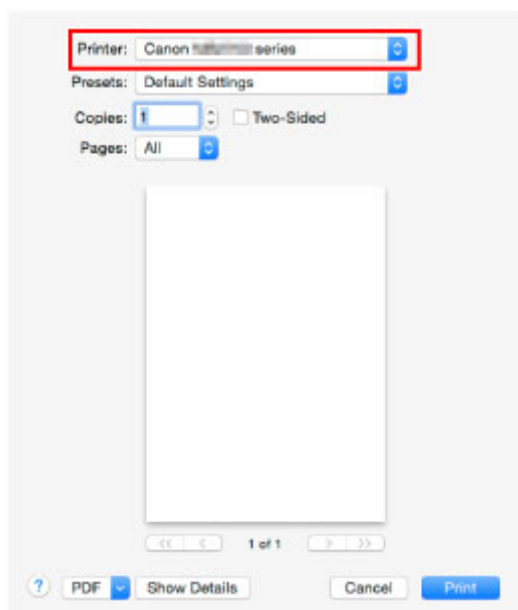 Printer: Canon series
Presets: Default Settings
Copies: 1 Two-Sided
Pages: All
1 of 1
? PDF Show Details Cancel Print